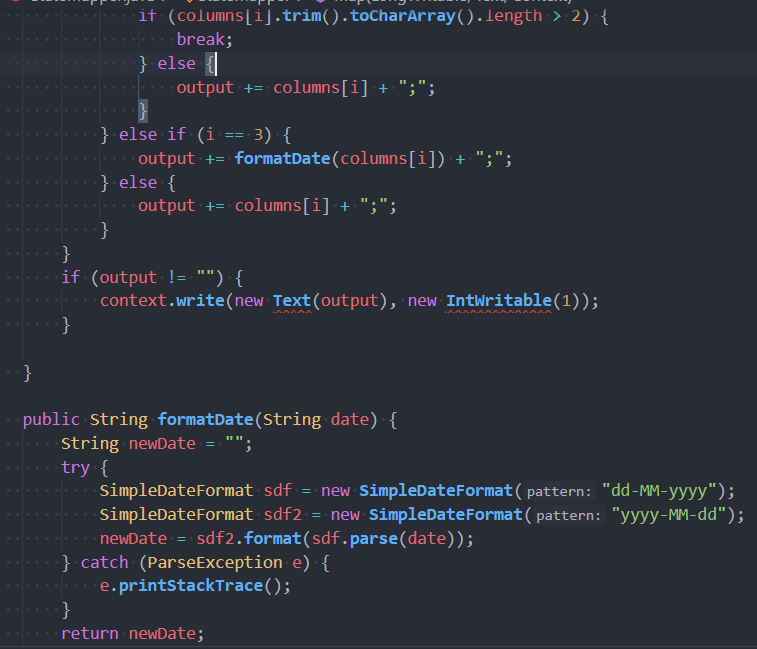 if (columns[i].trim().toCharArray().length > 2) {
break;
} else {
output += columns[i] + ";";
}
} else if (i == 3) {
output += formatDate(columns[i]) + ";";
} else {
output += columns[i] + ";";
}
}
if (output != "") {
context.write(new Text(output), new IntWritable(1));
}
}
public String formatDate(String date) {
String newDate = "";
try {
SimpleDateFormat sdf = new SimpleDateFormat(pattern: "dd-MM-yyyy");
SimpleDateFormat sdf2 = new SimpleDateFormat(pattern: "yyyy-MM-dd");
newDate = sdf2.format(sdf.parse(date));
} catch (ParseException e) {
e.printStackTrace();
}
return newDate;